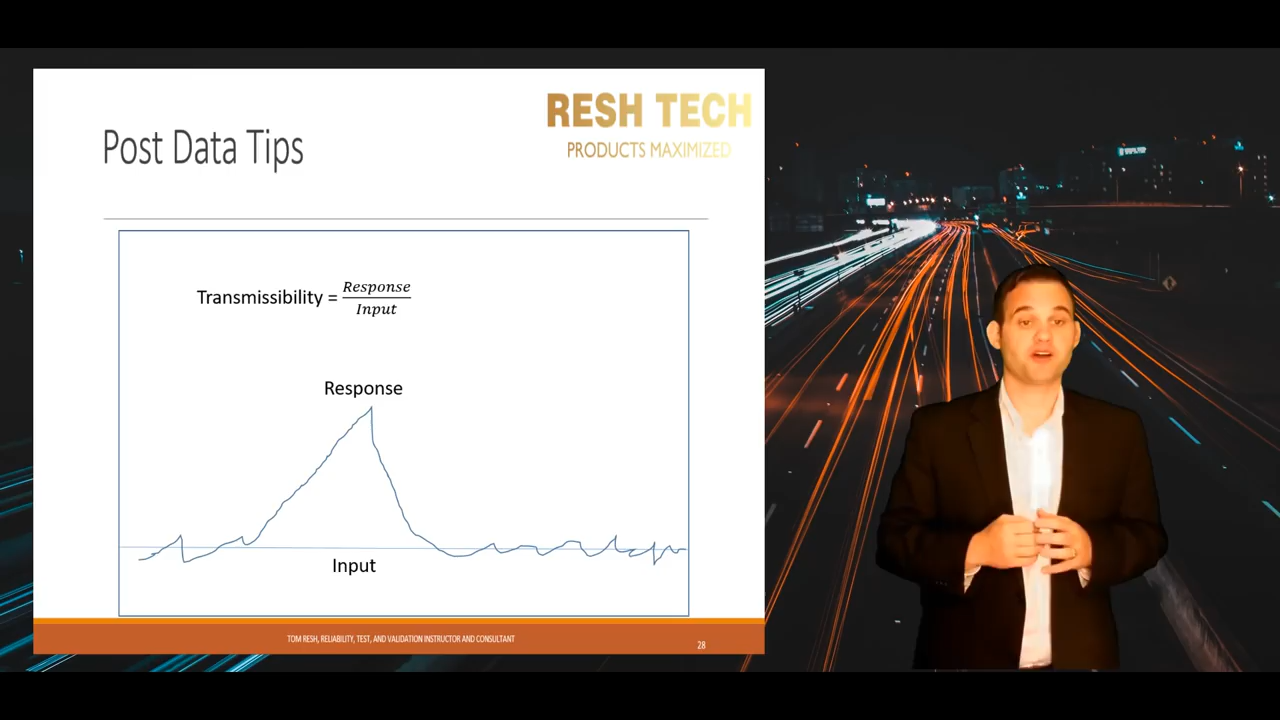 RESH TECH
PRODUCTS MAXIMIZED
Post Data Tips
Transmissibility = Response / Input
Response
Input
TOM RESH, RELIABILITY, TEST, AND VALIDATION INSTRUCTOR AND CONSULTANT
28